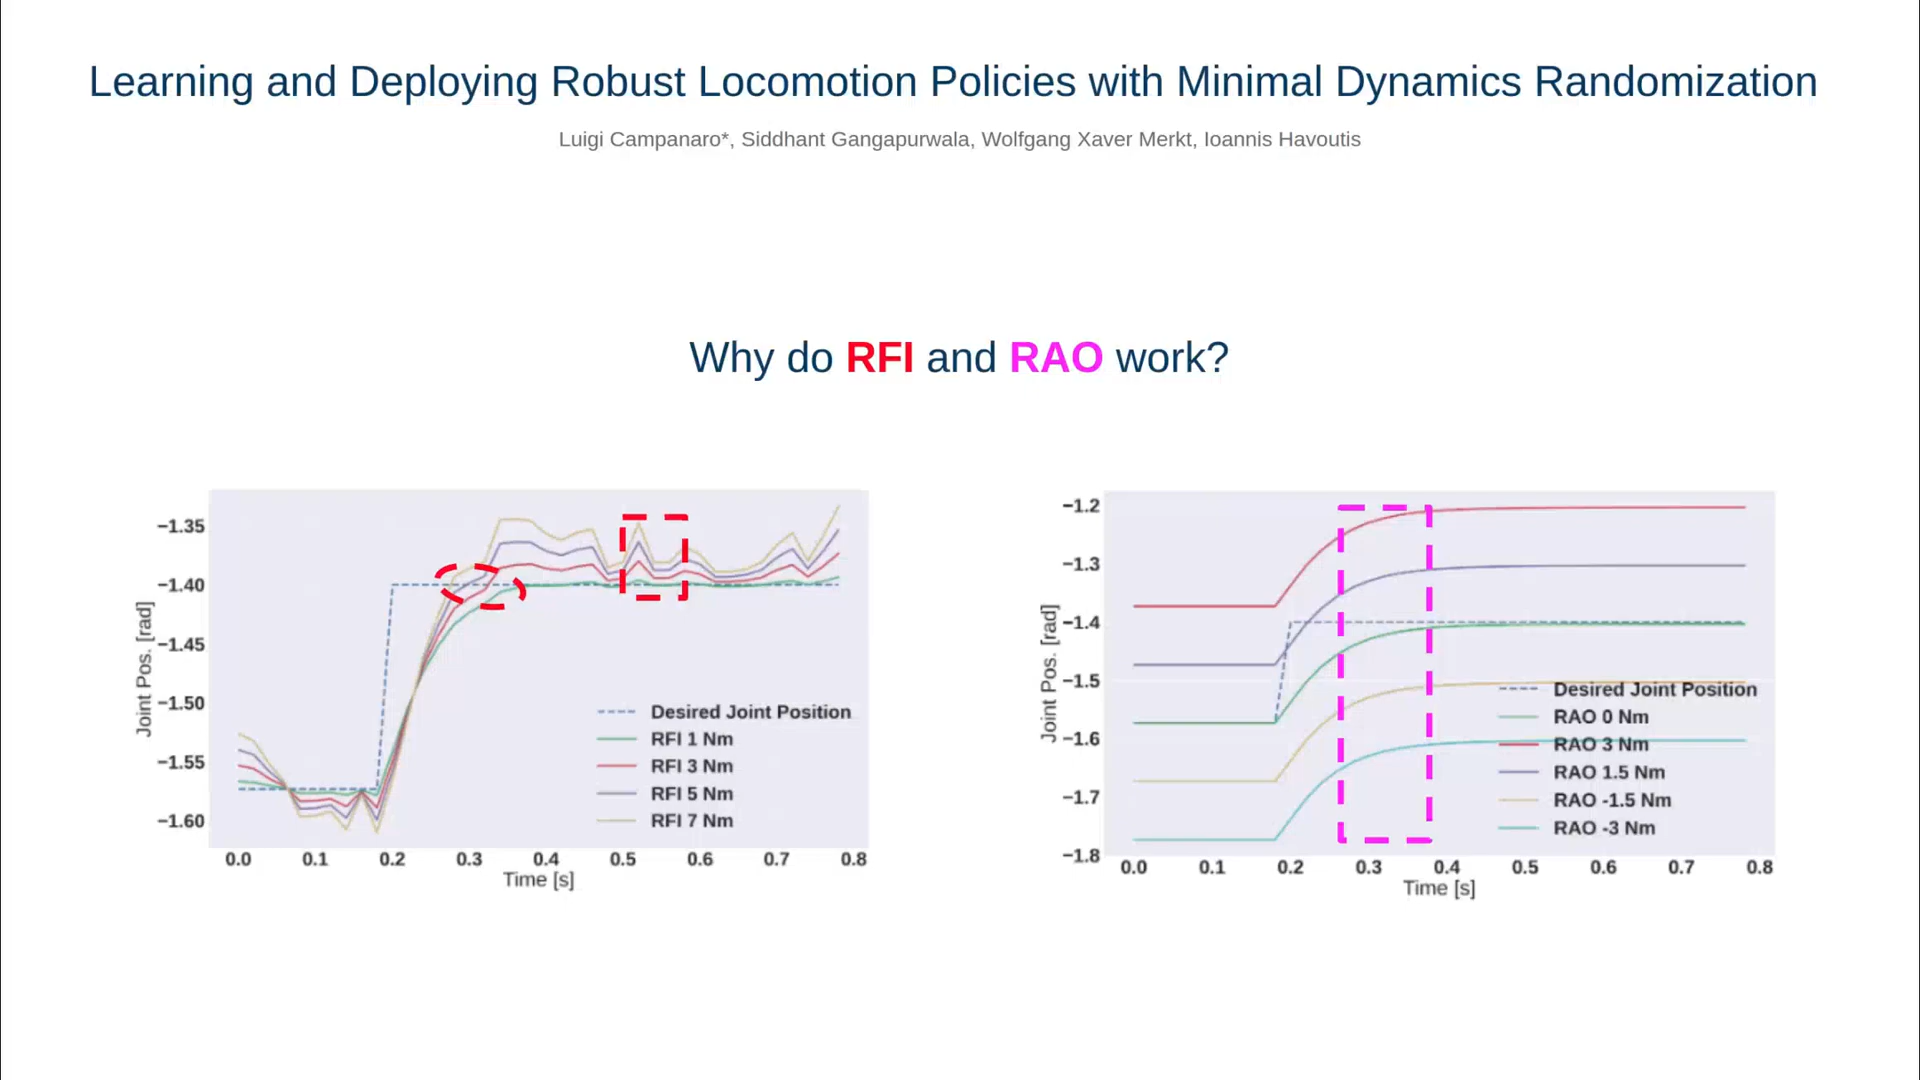 Learning and Deploying Robust Locomotion Policies with Minimal Dynamics Randomization
Luigi Campanaro*, Siddhant Gangapurwala, Wolfgang Xaver Merkt, Ioannis Havoutis
Why do RFI and RAO work?
Joint Pos. [rad]
−1.35
−1.40
−1.45
−1.50
−1.55
−1.60
Desired Joint Position
RFI 1 Nm
RFI 3 Nm
RFI 5 Nm
RFI 7 Nm
0.0 0.1 0.2 0.3 0.4 0.5 0.6 0.7 0.8
Time [s]
Joint Pos. [rad]
−1.2
−1.3
−1.4
−1.5
−1.6
−1.7
−1.8
Desired Joint Position
RAO 0 Nm
RAO 3 Nm
RAO 1.5 Nm
RAO -1.5 Nm
RAO -3 Nm
0.0 0.1 0.2 0.3 0.4 0.5 0.6 0.7 0.8
Time [s]